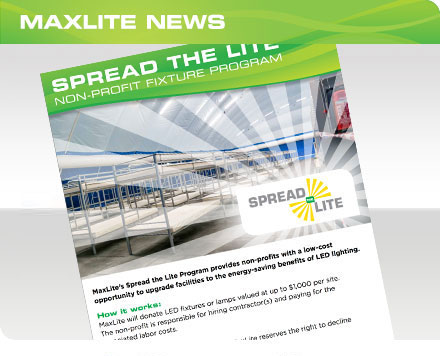 MAXLITE NEWS
SPREAD THE LITE
NON-PROFIT FIXTURE PROGRAM
SPREAD THE LITE
MaxLite's Spread the Lite Program provides non-profits with a low-cost
opportunity to upgrade facilities to the energy-saving benefits of LED lighting.
How it works:
MaxLite will donate LED fixtures or lamps valued at up to $1,000 per site.
The non-profit is responsible for hiring contractor(s) and paying for the
labor costs.
reserves the right to decline